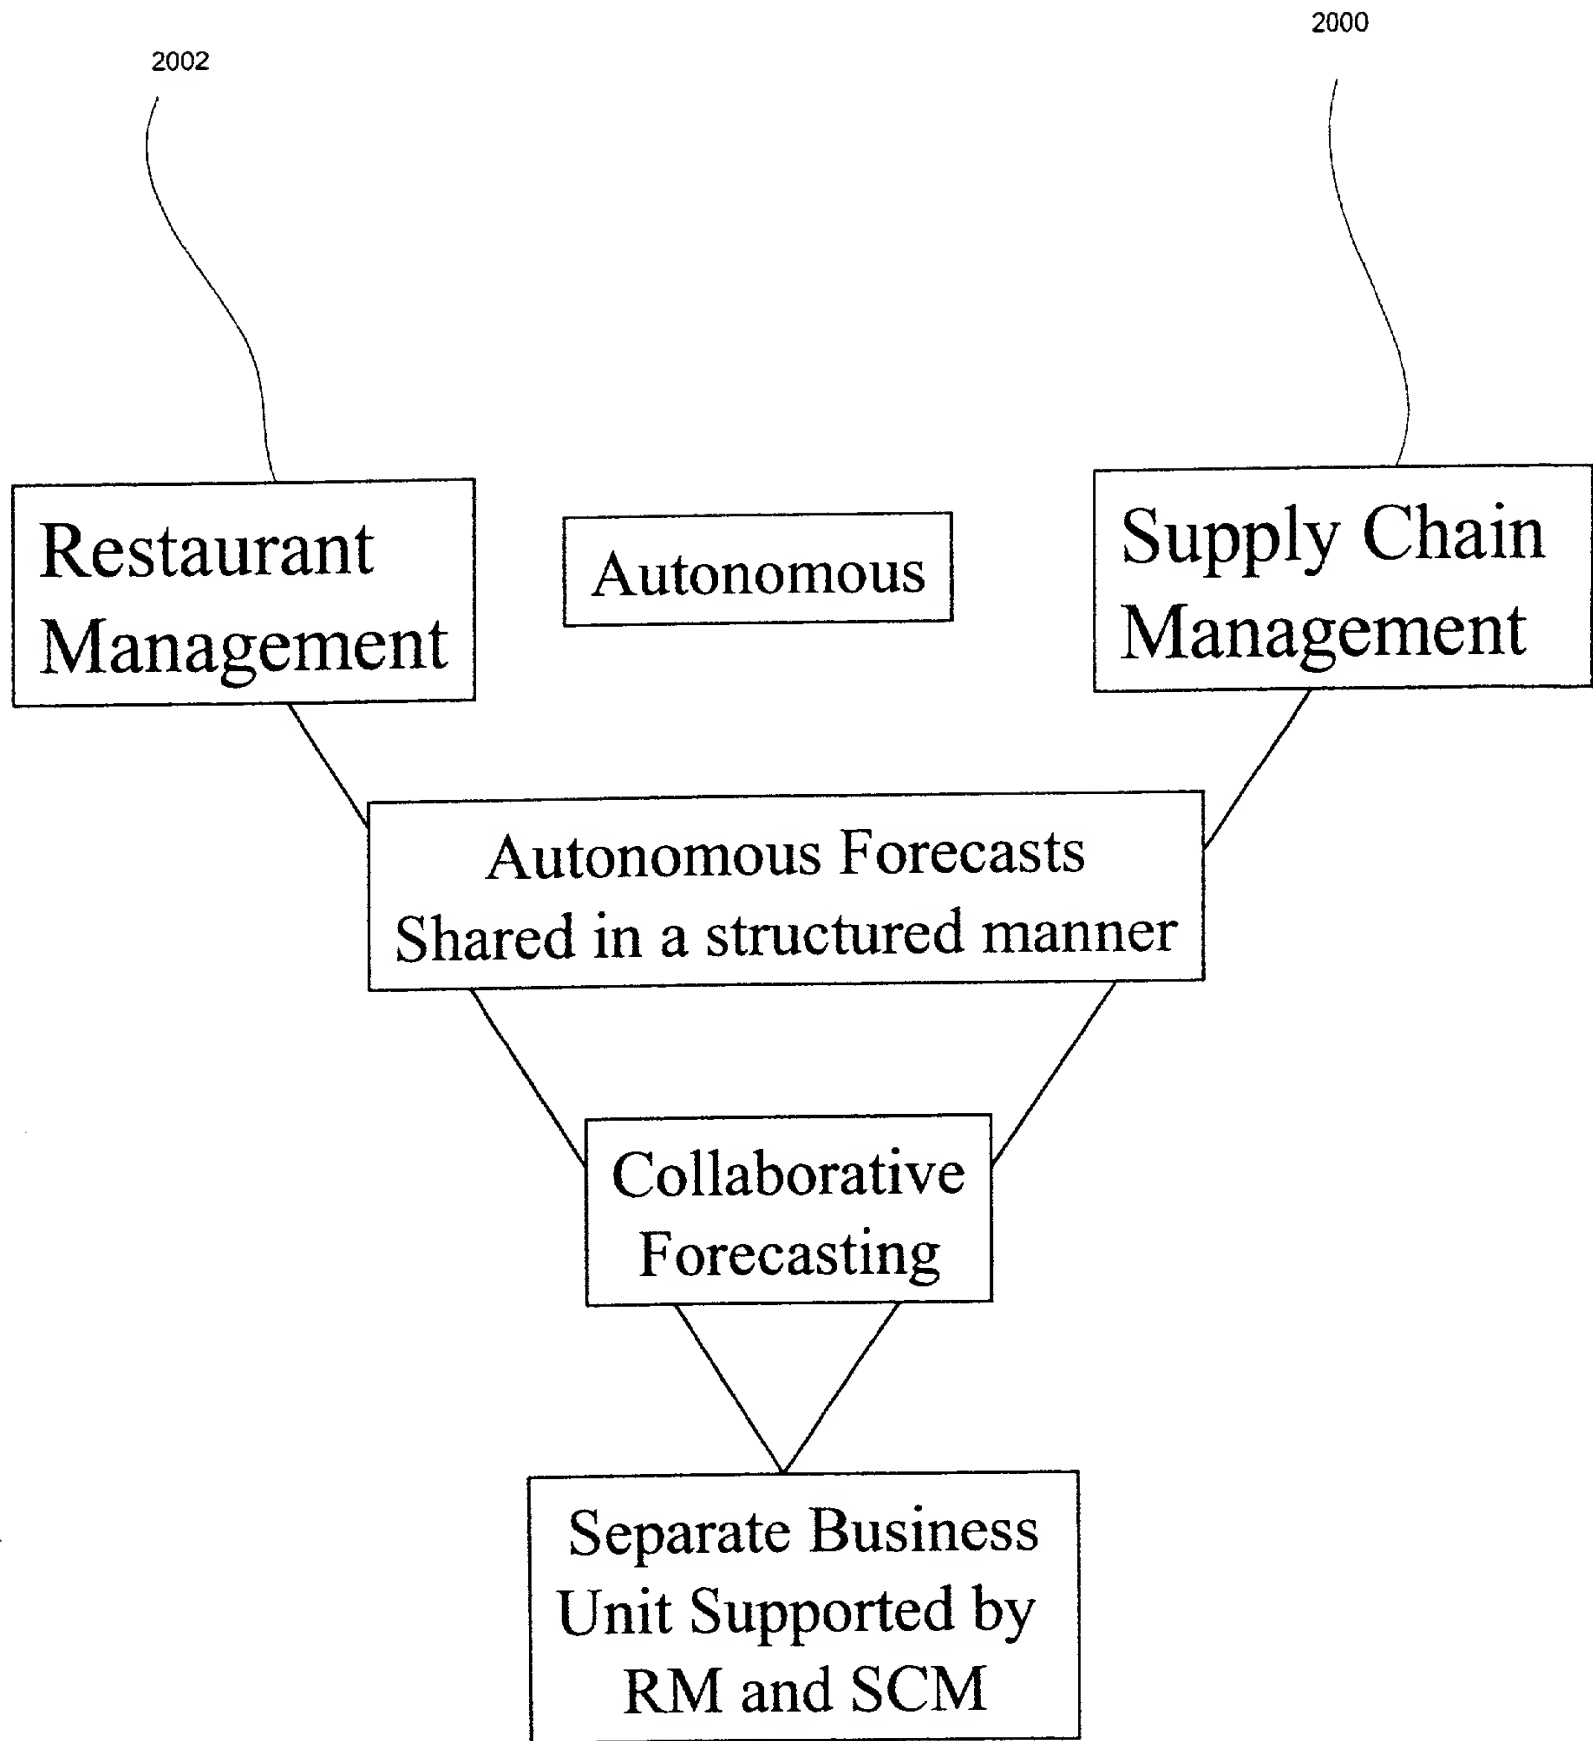 2002
2000
Restaurant
Management
Autonomous
Supply Chain
Management
Autonomous Forecasts
Shared in a structured manner
Collaborative
Forecasting
Separate Business
Unit Supported by
RM and SCM